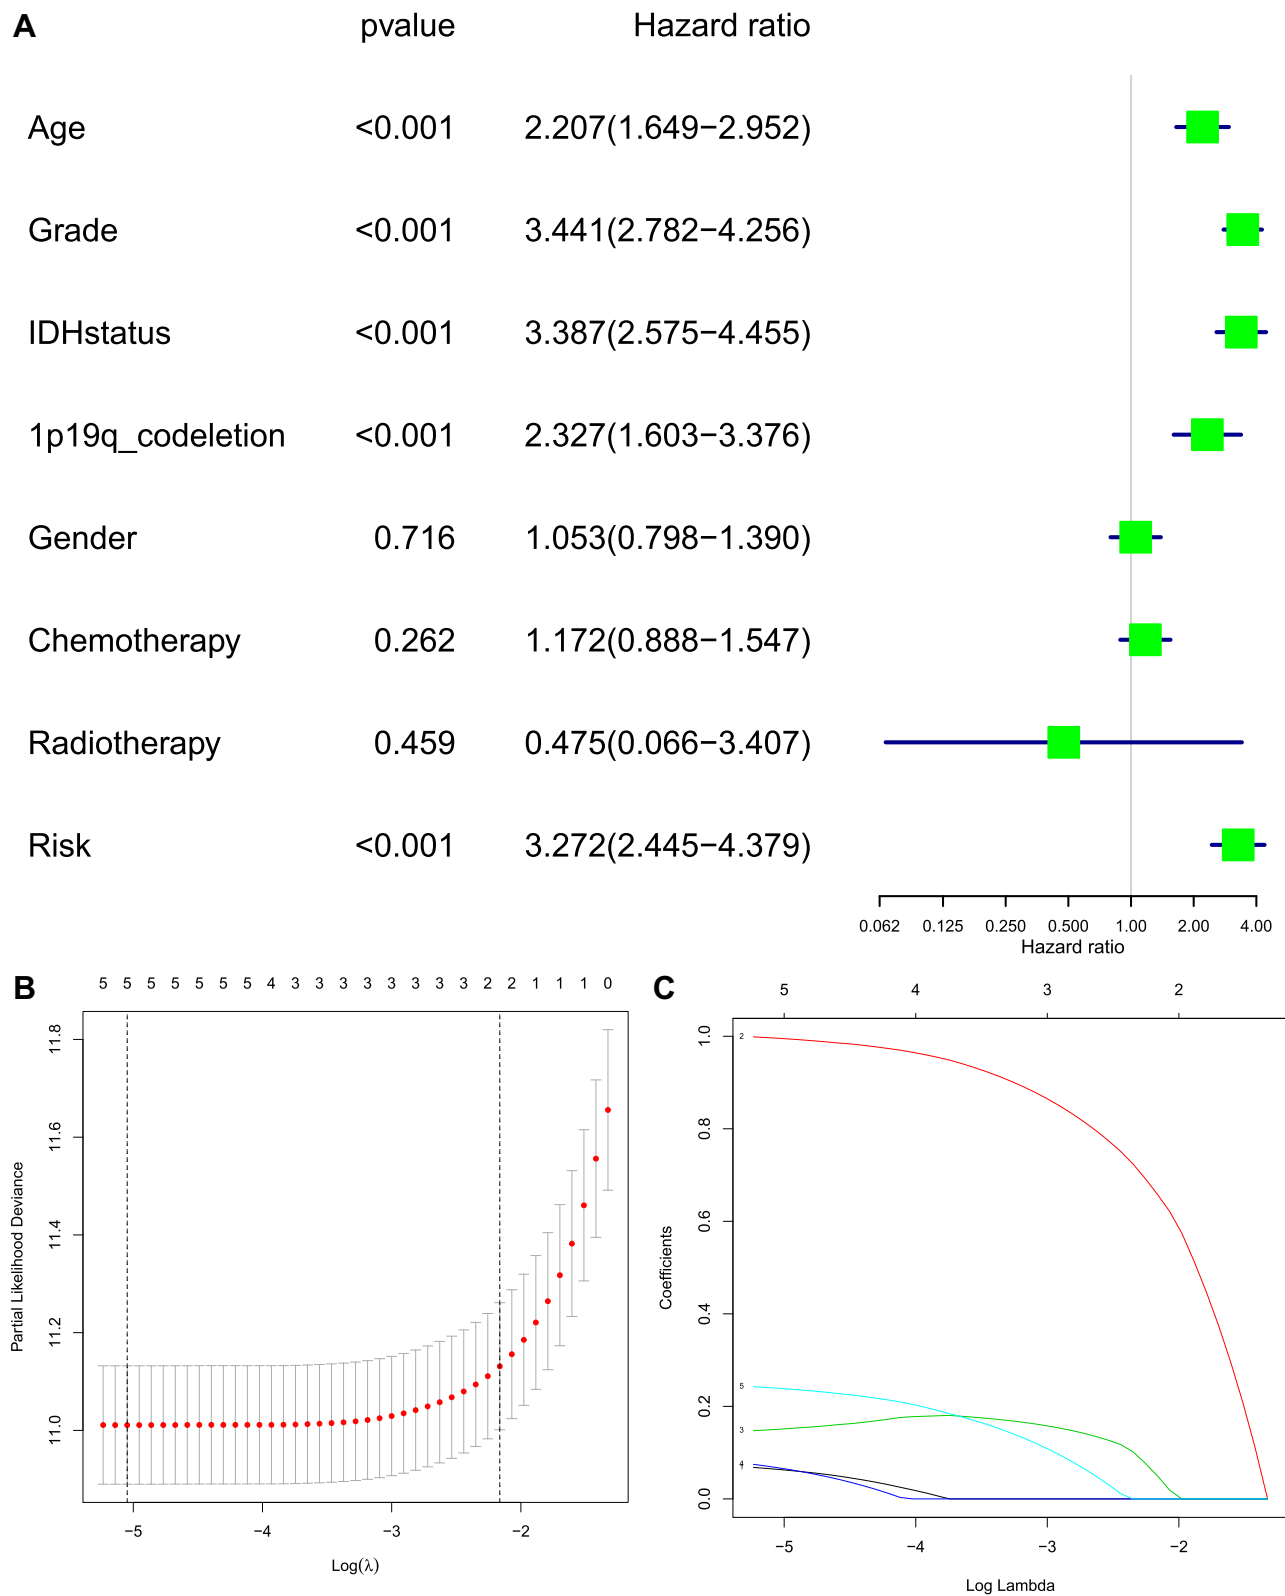 A pvalue Hazard ratio
Age <0.001 2.207(1.649−2.952)
Grade <0.001 3.441(2.782−4.256)
IDHstatus <0.001 3.387(2.575−4.455)
1p19q_codeletion <0.001 2.327(1.603−3.376)
Gender 0.716 1.053(0.798−1.390)
Chemotherapy 0.262 1.172(0.888−1.547)
Radiotherapy 0.459 0.475(0.066−3.407)
Risk <0.001 3.272(2.445−4.379)
0.062 0.125 0.250 0.500 1.00 2.00 4.00
Hazard ratio
B
5 5 5 5 5 5 5 4 3 3 3 3 3 3 3 3 2 2 1 1 1 0
11.8
11.6
11.4
11.2
11.0
Partial Likelihood Deviance
−5 −4 −3 −2
Log(λ)
C
5 4 3 2
1.0
0.8
0.6
0.4
0.2
0.0
Coefficients
2
5
3
4
−5 −4 −3 −2
Log Lambda